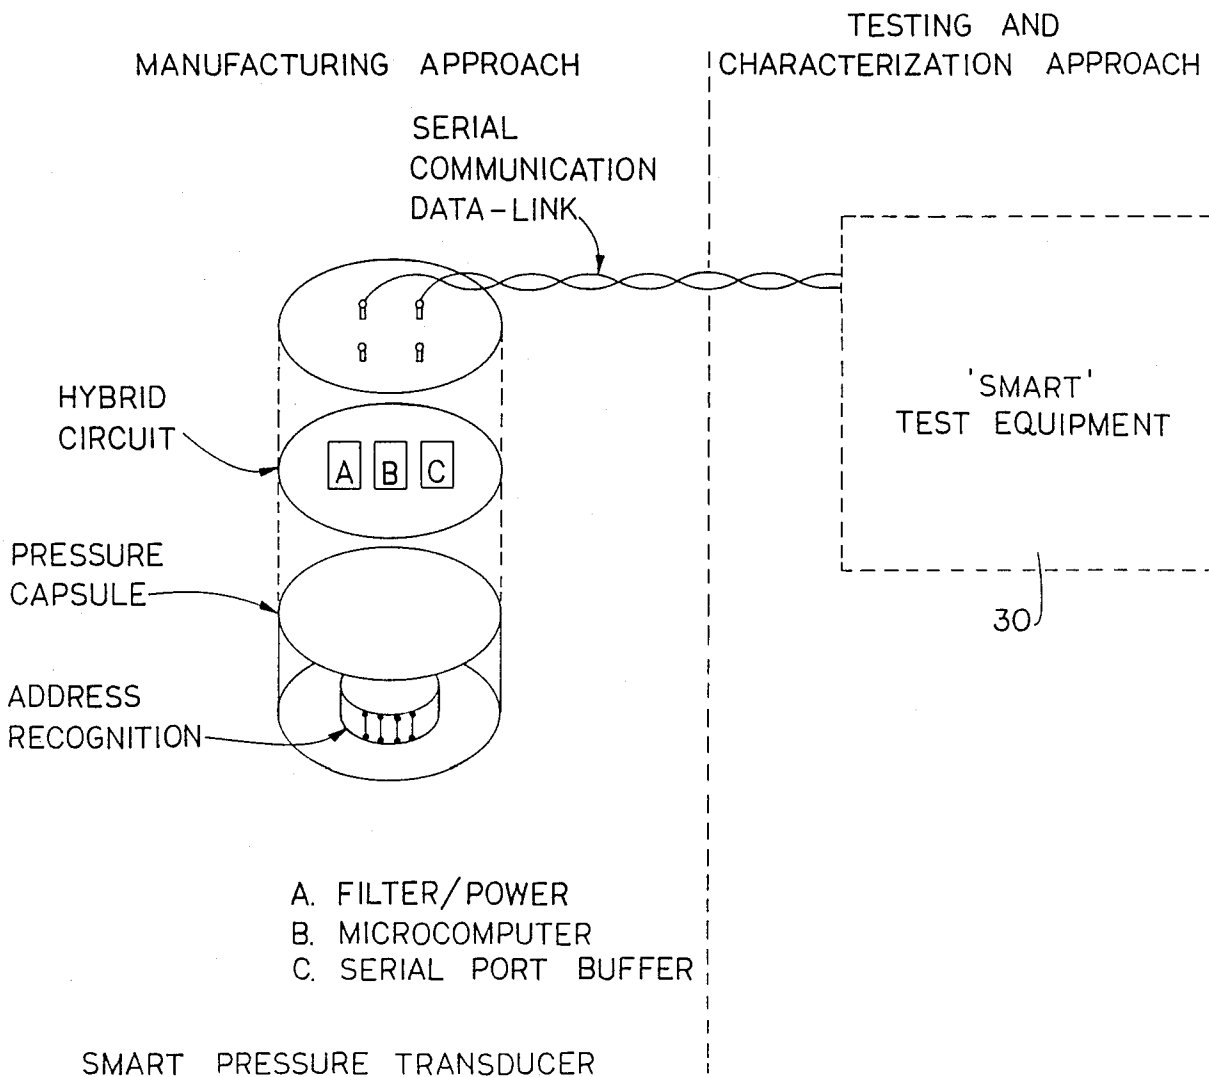 MANUFACTURING APPROACH
TESTING AND
CHARACTERIZATION APPROACH
SERIAL
COMMUNICATION
DATA-LINK
HYBRID
CIRCUIT
A B C
PRESSURE
CAPSULE
ADDRESS
RECOGNITION
'SMART'
TEST EQUIPMENT
30
A. FILTER/POWER
B. MICROCOMPUTER
C. SERIAL PORT BUFFER
SMART PRESSURE TRANSDUCER